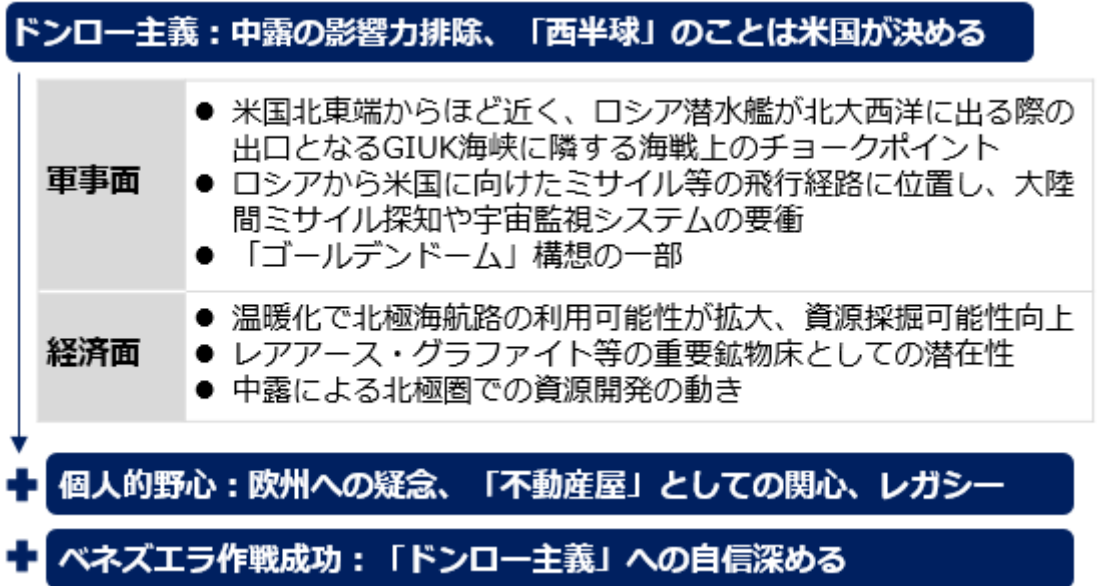 ドンロー主義：中露の影響力排除、「西半球」のことは米国が決める
軍事面
● 米国北東端からほど近く、ロシア潜水艦が北大西洋に出る際の
出口となるGIUK海峡に隣する海戦上のチョークポイント
● ロシアから米国に向けたミサイル等の飛行経路に位置し、大陸
間ミサイル探知や宇宙監視システムの要衝
● 「ゴールデンドーム」構想の一部
経済面
● 温暖化で北極海航路の利用可能性が拡大、資源採掘可能性向上
● レアアース・グラファイト等の重要鉱物床としての潜在性
● 中露による北極圏での資源開発の動き
個人的野心：欧州への疑念、「不動産屋」としての関心、レガシー
ベネズエラ作戦成功：「ドンロー主義」への自信深める